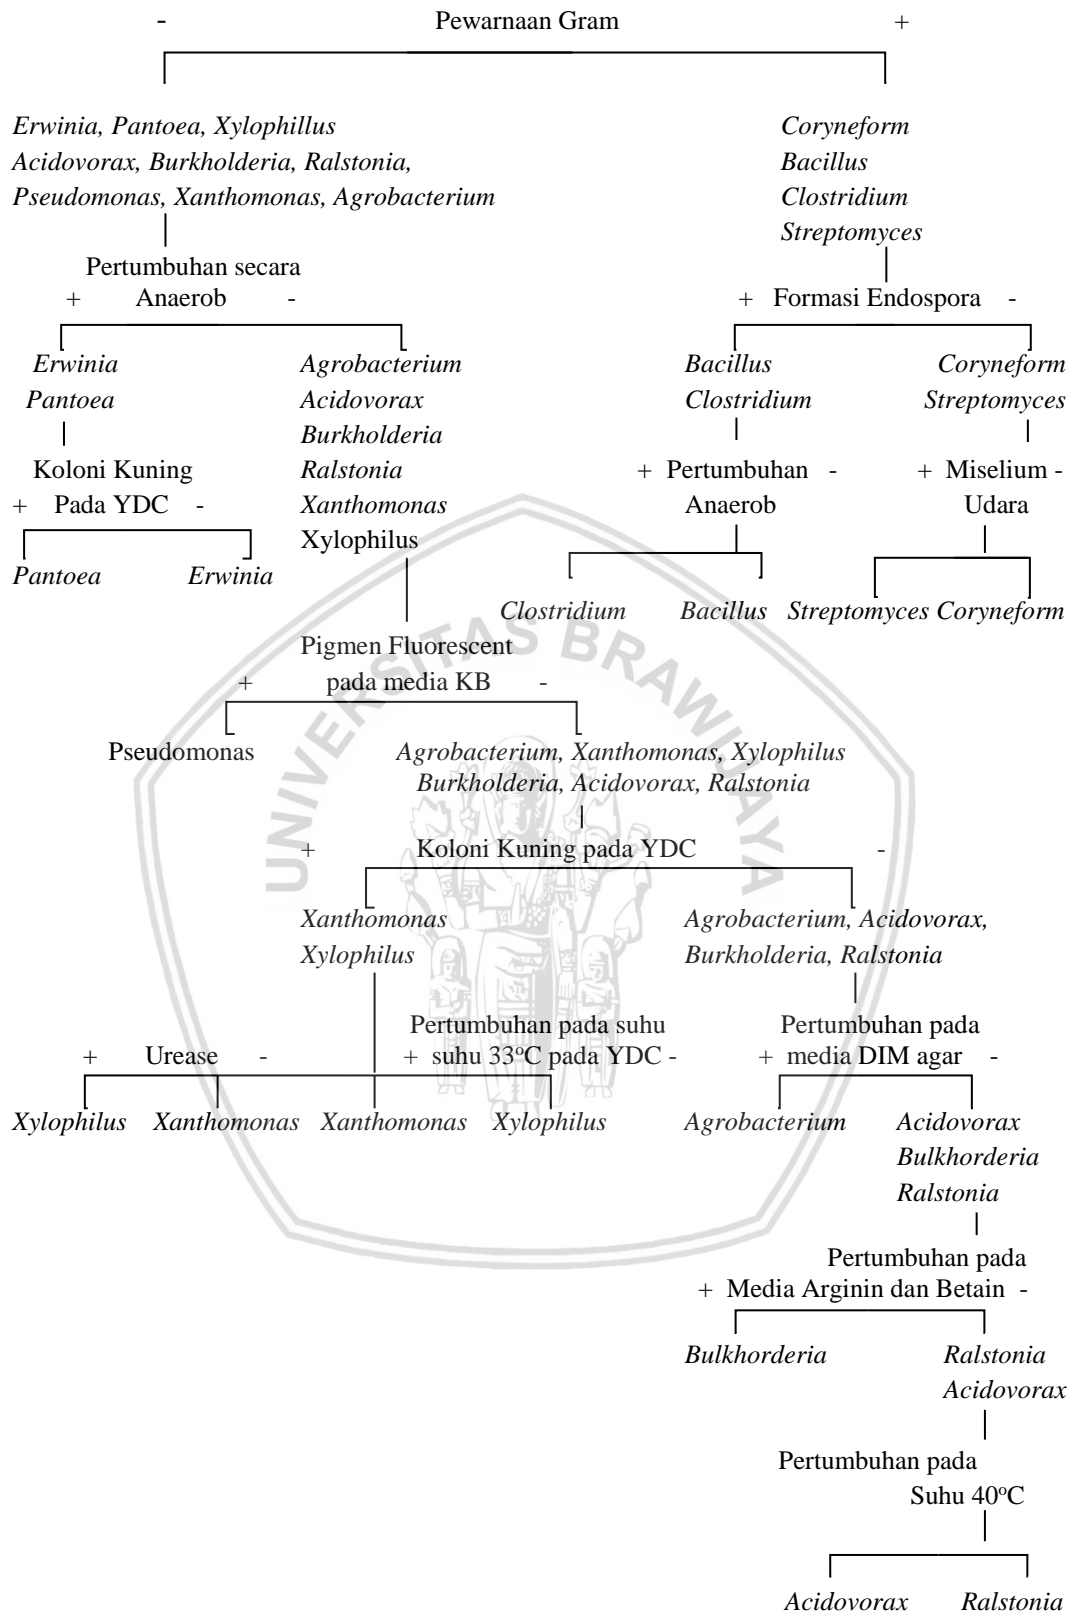 - Pewarnaan Gram +
Erwinia, Pantoea, Xylophillus
Acidovorax, Burkholderia, Ralstonia,
Pseudomonas, Xanthomonas, Agrobacterium
Coryneform
Bacillus
Clostridium
Streptomyces
Pertumbuhan secara
+ Anaerob -
+ Formasi Endospora -
Erwinia
Pantoea
Agrobacterium
Acidovorax
Burkholderia
Ralstonia
Xanthomonas
Xylophilus
Bacillus
Clostridium
Coryneform
Streptomyces
Koloni Kuning
+ Pada YDC -
+ Pertumbuhan -
Anaerob
+ Miselium -
Udara
Pantoea Erwinia
Clostridium Bacillus Streptomyces Coryneform
Pigmen Fluorescent
+ pada media KB -
Pseudomonas
Agrobacterium, Xanthomonas, Xylophilus
Burkholderia, Acidovorax, Ralstonia
+ Koloni Kuning pada YDC -
Xanthomonas
Xylophilus
Agrobacterium, Acidovorax,
Burkholderia, Ralstonia
+ Urease -
Pertumbuhan pada suhu
+ suhu 33°C pada YDC -
Pertumbuhan pada
+ media DIM agar -
Xylophilus Xanthomonas Xanthomonas Xylophilus
Agrobacterium
Acidovorax
Bulkhorderia
Ralstonia
Pertumbuhan pada
+ Media Arginin dan Betain -
Bulkhorderia
Ralstonia
Acidovorax
Pertumbuhan pada
Suhu 40°C
Acidovorax Ralstonia
UNIVERSITAS BRAWIJAYA